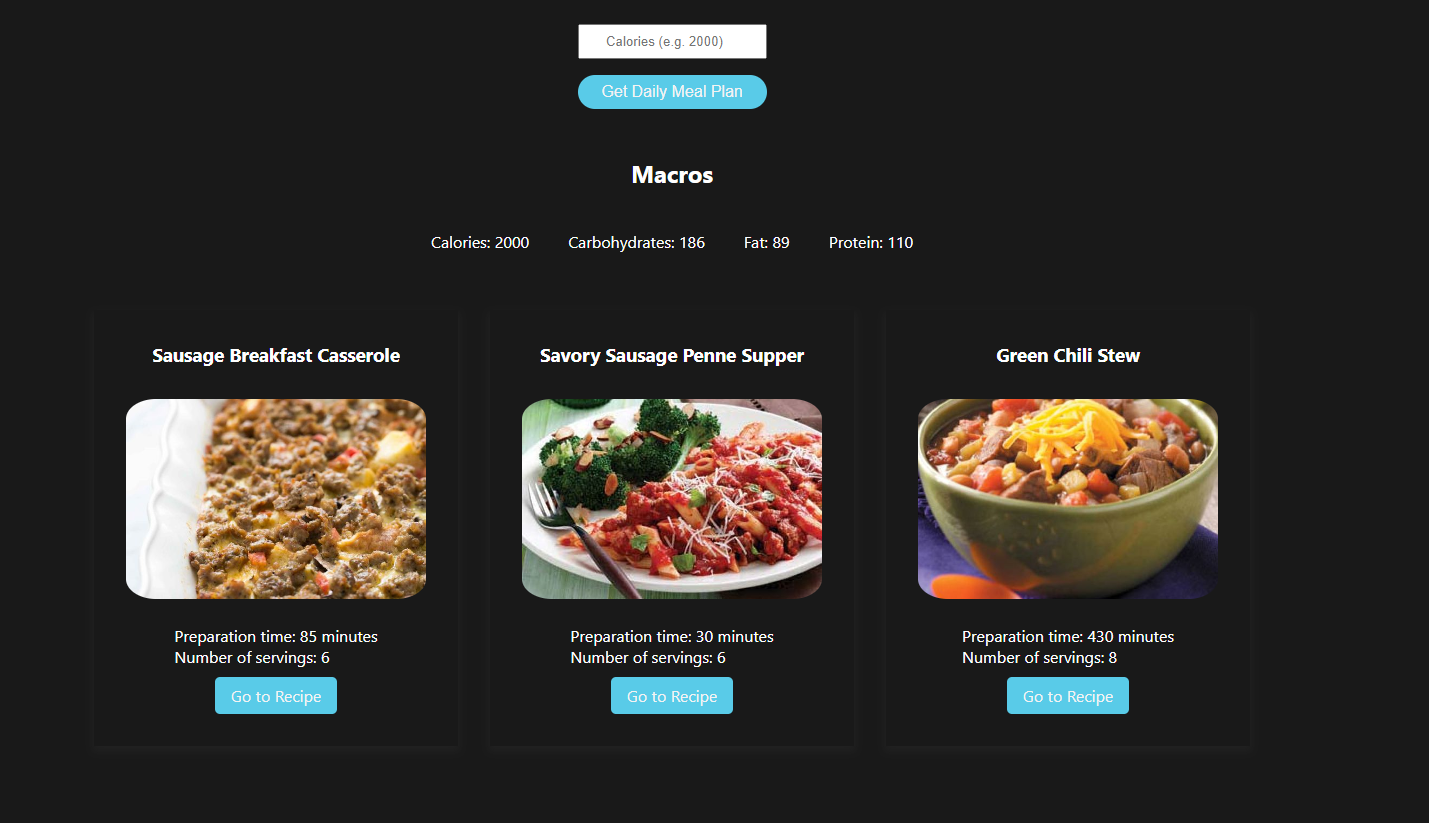 Calories (e.g. 2000)
Get Daily Meal Plan
Macros
Calories: 2000 Carbohydrates: 186 Fat: 89 Protein: 110
Sausage Breakfast Casserole
Preparation time: 85 minutes
Number of servings: 6
Go to Recipe
Savory Sausage Penne Supper
Preparation time: 30 minutes
Number of servings: 6
Go to Recipe
Green Chili Stew
Preparation time: 430 minutes
Number of servings: 8
Go to Recipe